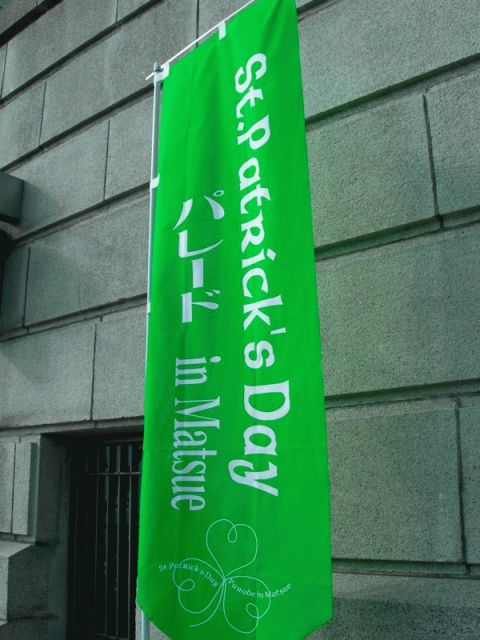 St.Patrick's Day
パレード in Matsue
St.Patrick's Day Parade in Matsue